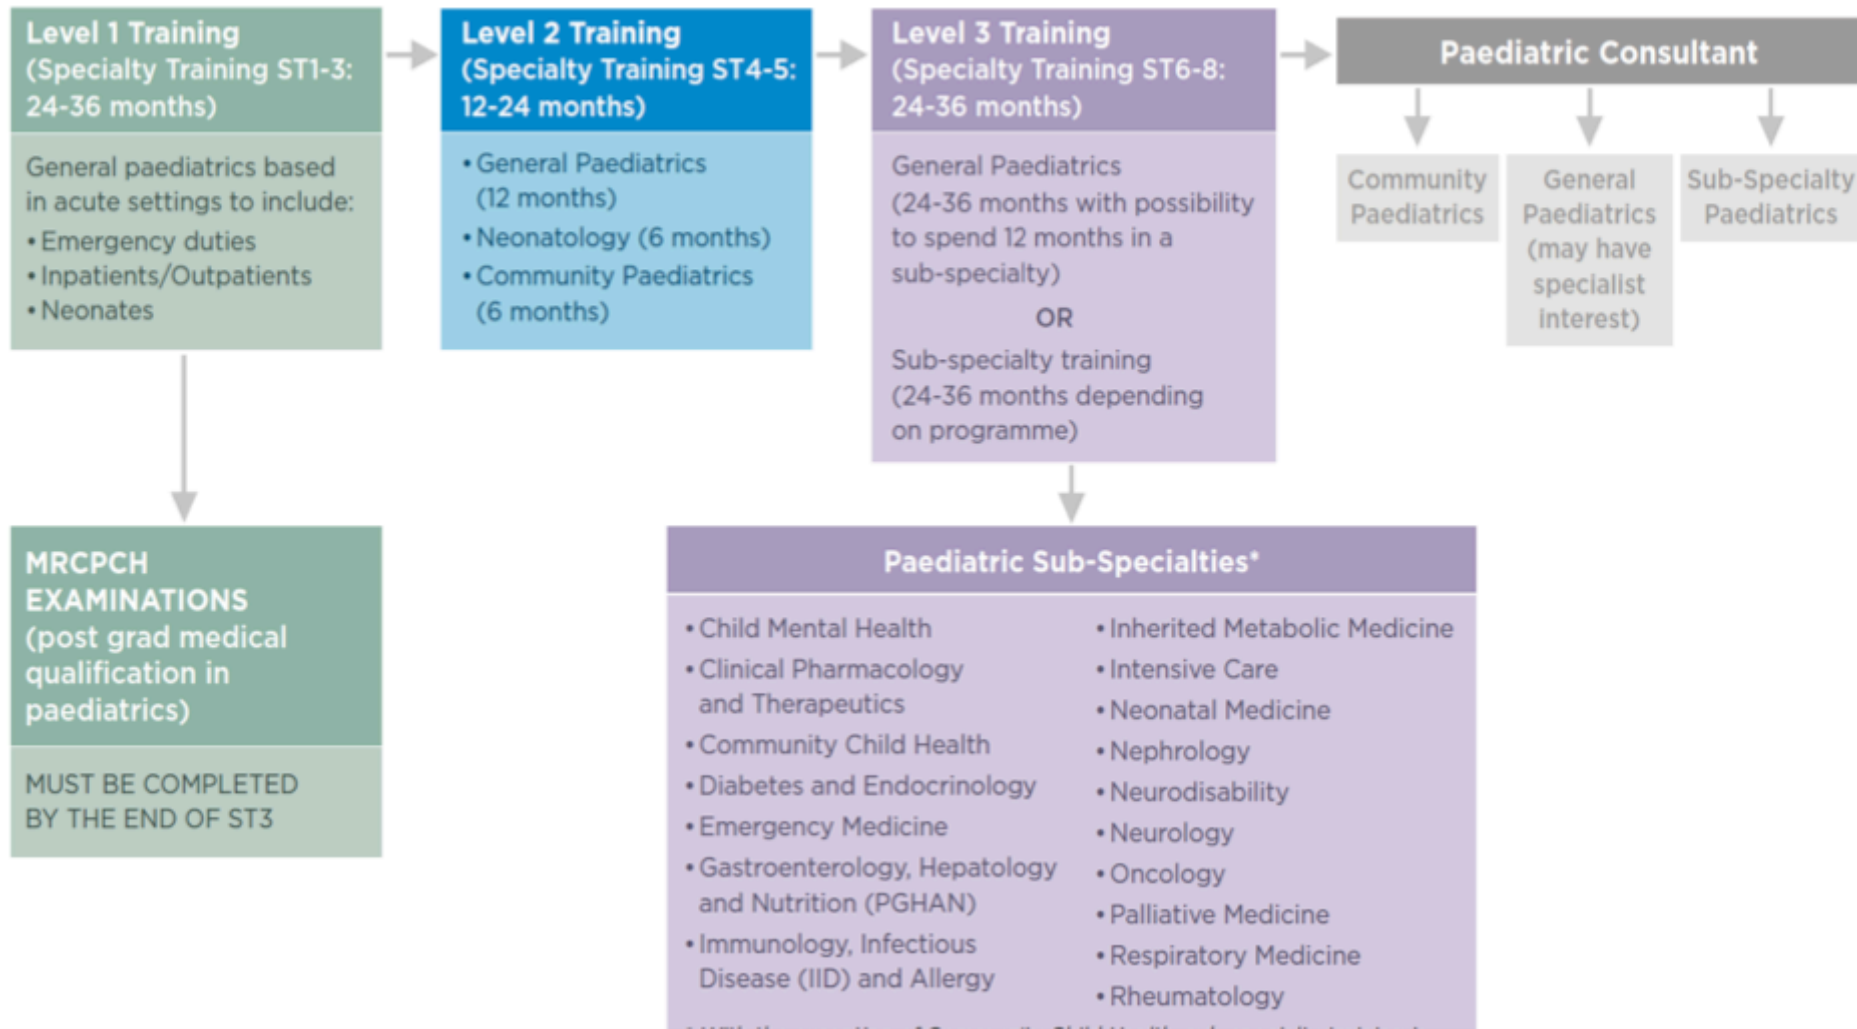 Level 1 Training
(Specialty Training ST1-3:
24-36 months)
General paediatrics based
in acute settings to include:
• Emergency duties
• Inpatients/Outpatients
• Neonates
Level 2 Training
(Specialty Training ST4-5:
12-24 months)
• General Paediatrics
(12 months)
• Neonatology (6 months)
• Community Paediatrics
(6 months)
Level 3 Training
(Specialty Training ST6-8:
24-36 months)
General Paediatrics
(24-36 months with possibility
to spend 12 months in a
sub-specialty)
OR
Sub-specialty training
(24-36 months depending
on programme)
Paediatric Consultant
Community
Paediatrics
General
Paediatrics
(may have
specialist
interest)
Sub-Specialty
Paediatrics
MRCPCH
EXAMINATIONS
(post grad medical
qualification in
paediatrics)
MUST BE COMPLETED
BY THE END OF ST3
Paediatric Sub-Specialties*
• Child Mental Health
• Clinical Pharmacology
and Therapeutics
• Community Child Health
• Diabetes and Endocrinology
• Emergency Medicine
• Gastroenterology, Hepatology
and Nutrition (PGHAN)
• Immunology, Infectious
Disease (IID) and Allergy
• Inherited Metabolic Medicine
• Intensive Care
• Neonatal Medicine
• Nephrology
• Neurodisability
• Neurology
• Oncology
• Palliative Medicine
• Respiratory Medicine
• Rheumatology